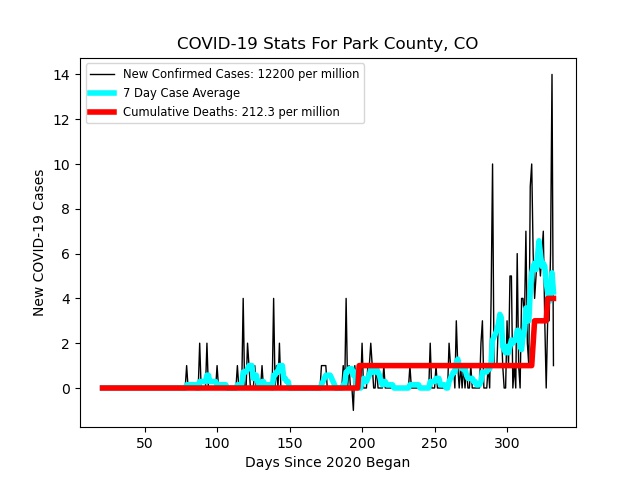 COVID-19 Stats For Park County, CO
New Confirmed Cases: 12200 per million
7 Day Case Average
Cumulative Deaths: 212.3 per million
New COVID-19 Cases
14
12
10
8
6
4
2
0
50 100 150 200 250 300
Days Since 2020 Began